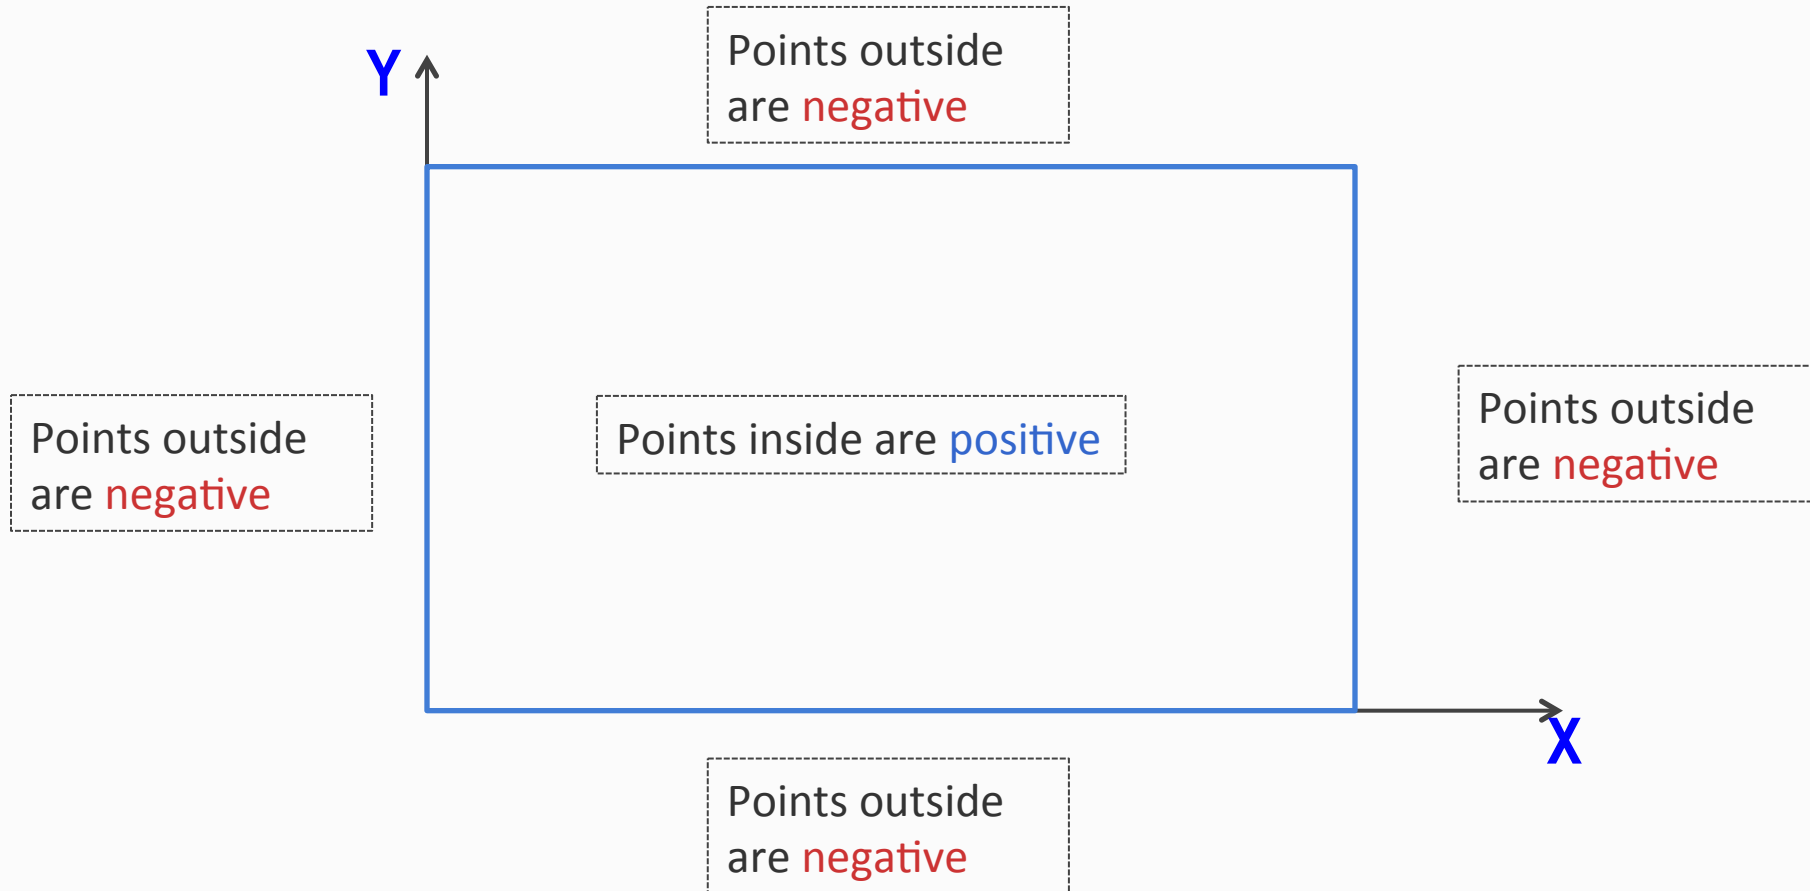 Points outside
are negative
Y
Points outside
are negative
Points inside are positive
Points outside
are negative
X
Points outside
are negative